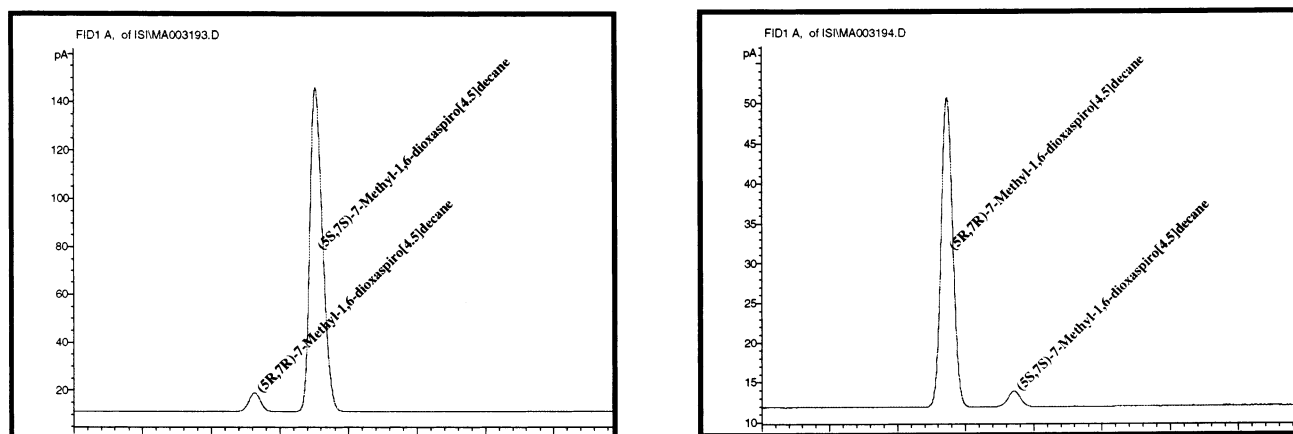 FID1 A, of ISI\MA003193.D
pA
140
120
100
80
60
40
20
(5S,7S)-7-Methyl-1,6-dioxaspiro[4.5]decane
(5R,7R)-7-Methyl-1,6-dioxaspiro[4.5]decane
FID1 A, of ISI\MA003194.D
pA
50
45
40
35
30
25
20
15
10
(5R,7R)-7-Methyl-1,6-dioxaspiro[4.5]decane
(5S,7S)-7-Methyl-1,6-dioxaspiro[4.5]decane